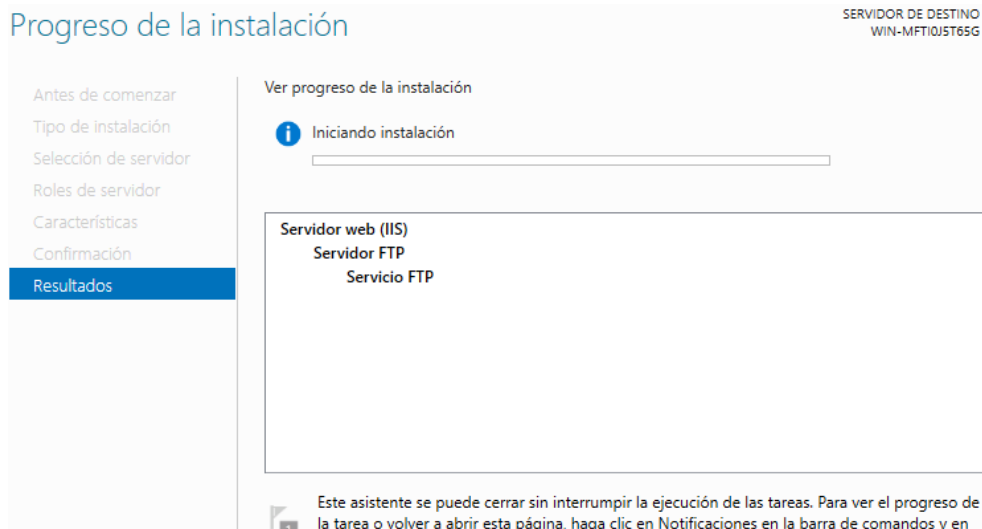 Progreso de la instalación
SERVIDOR DE DESTINO
WIN-MFTI0J5T65G
Antes de comenzar
Tipo de instalación
Selección de servidor
Roles de servidor
Características
Confirmación
Resultados
Ver progreso de la instalación
Iniciando instalación
Servidor web (IIS)
Servidor FTP
Servicio FTP
Este asistente se puede cerrar sin interrumpir la ejecución de las tareas. Para ver el progreso de
la tarea o volver a abrir esta página, haga clic en Notificaciones en la barra de comandos y en